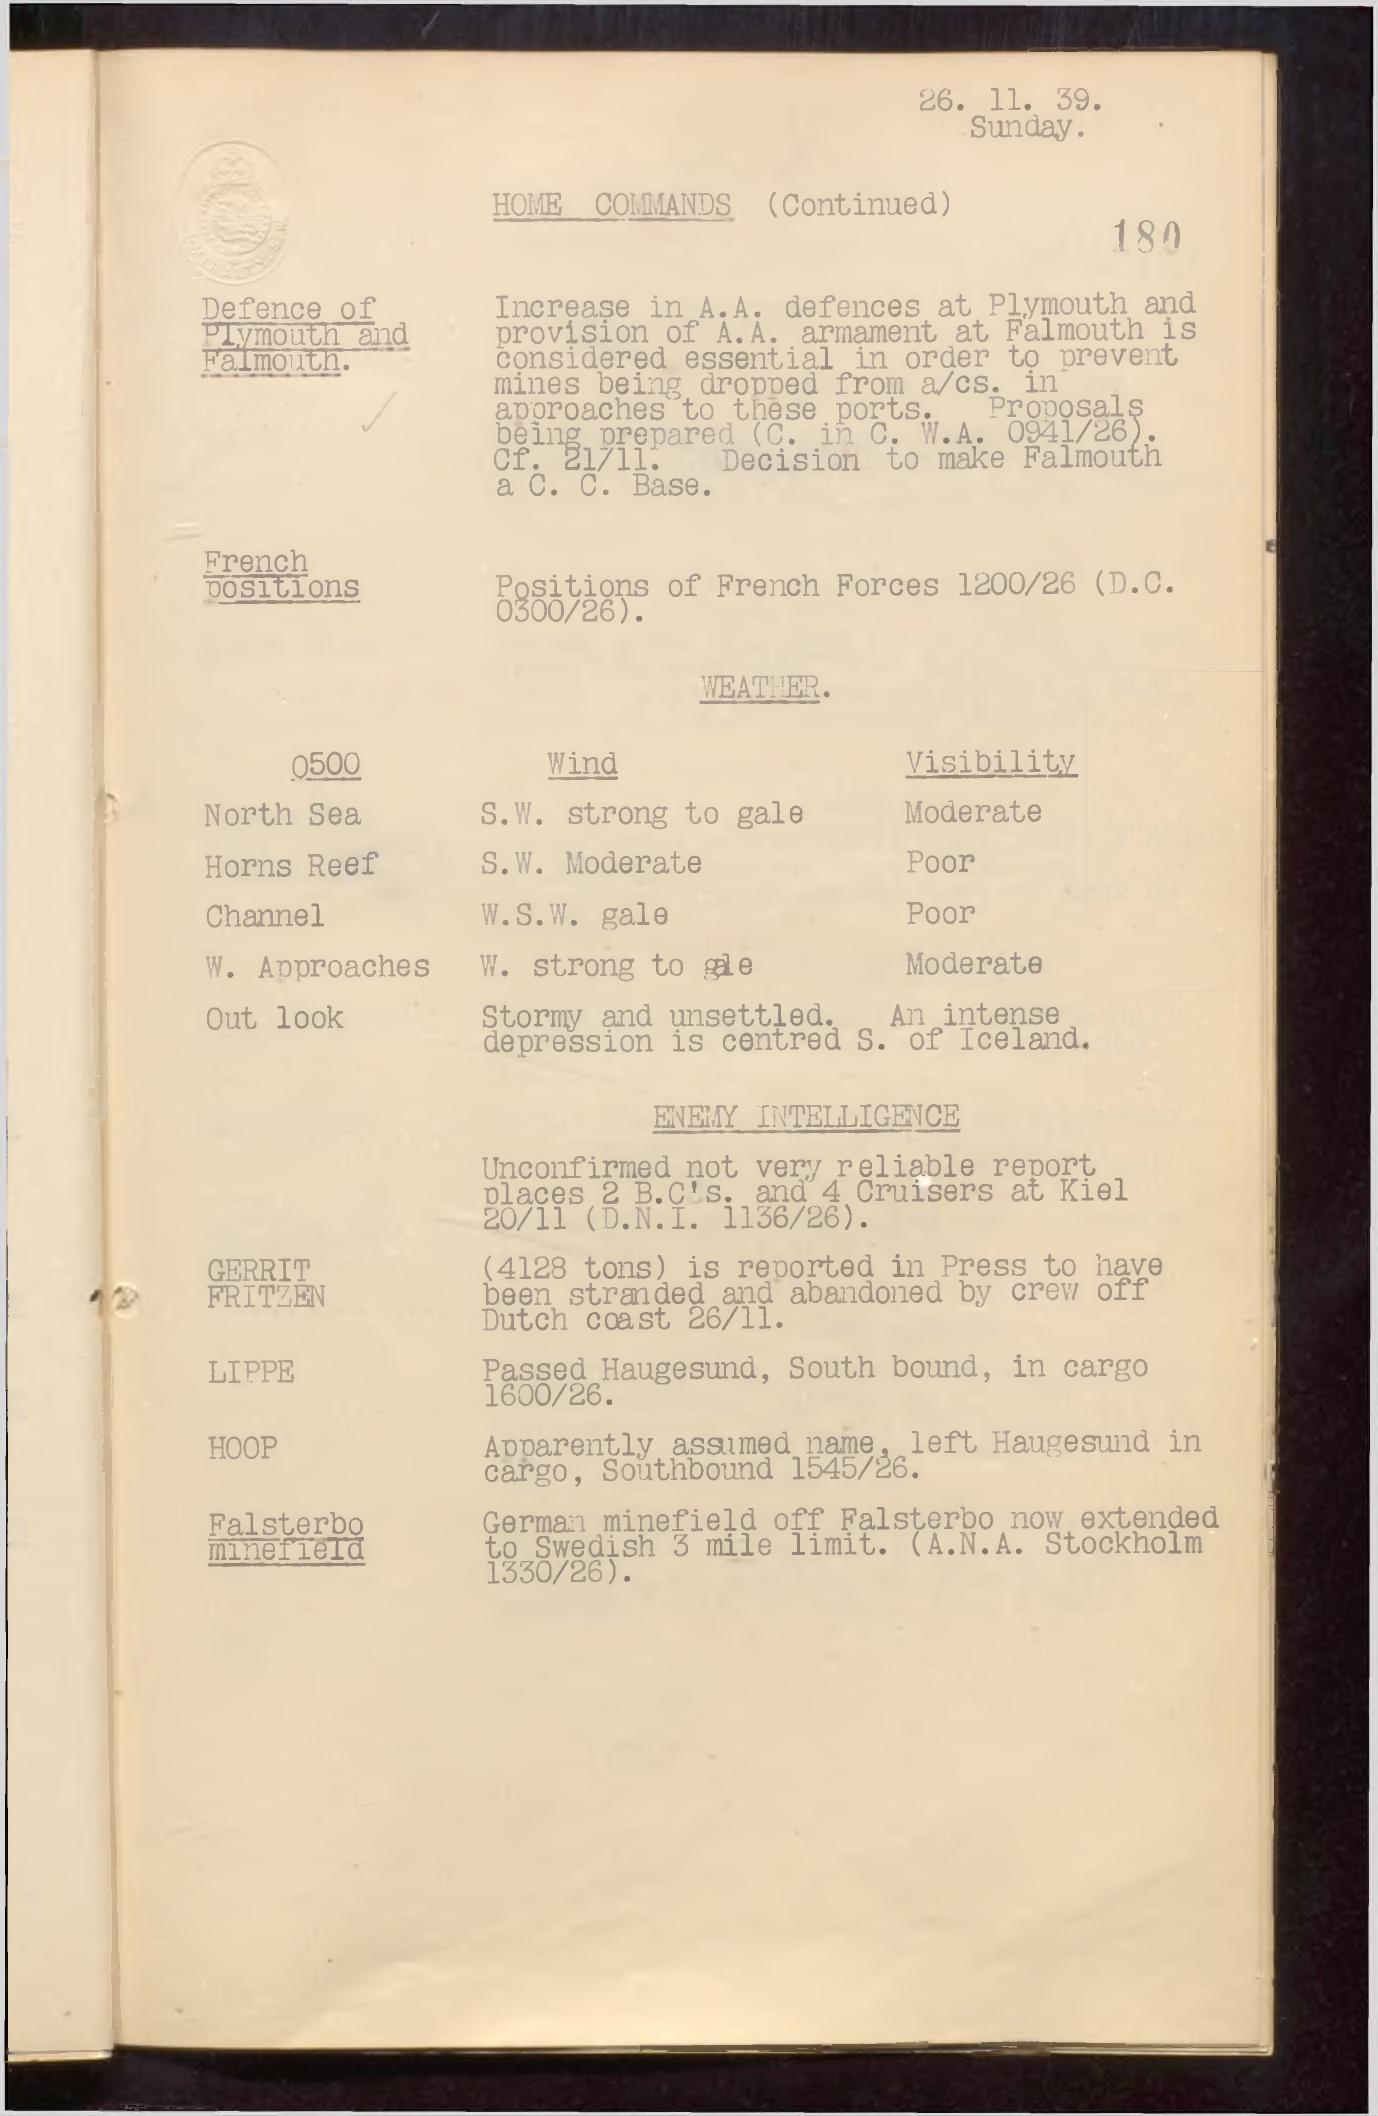 26. 11. 39.
Sunday.
HOME COMMANDS (Continued)
180
Defence of
Plymouth and
Falmouth.
Increase in A.A. defences at Plymouth and
provision of A.A. armament at Falmouth is
considered essential in order to prevent
mines being dropped from a/cs. in
approaches to these ports. Proposals
being prepared (C. in C. W.A. 0941/26).
Cf. 21/11. Decision to make Falmouth
a C. C. Base.
French
positions
Positions of French Forces 1200/26 (D.C.
0300/26).
WEATHER.
0500 Wind Visibility
North Sea S.W. strong to gale Moderate
Horns Reef S.W. Moderate Poor
Channel W.S.W. gale Poor
W. Approaches W. strong to gale Moderate
Out look Stormy and unsettled. An intense
depression is centred S. of Iceland.
ENEMY INTELLIGENCE
Unconfirmed not very reliable report
places 2 B.C's. and 4 Cruisers at Kiel
20/11 (D.N.I. 1136/26).
GERRIT
FRITZEN
(4128 tons) is reported in Press to have
been stranded and abandoned by crew off
Dutch coast 26/11.
LIPPE Passed Haugesund, South bound, in cargo
1600/26.
HOOP Apparently assumed name, left Haugesund in
cargo, Southbound 1545/26.
Falsterbo
minefield
German minefield off Falsterbo now extended
to Swedish 3 mile limit. (A.N.A. Stockholm
1330/26).